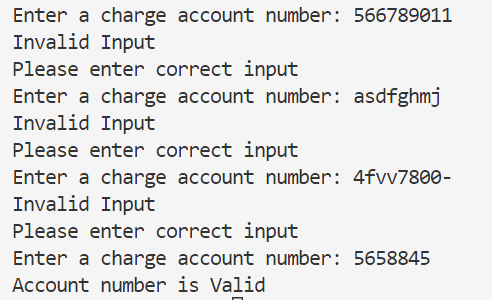 Enter a charge account number: 566789011
Invalid Input
Please enter correct input
Enter a charge account number: asdfghmj
Invalid Input
Please enter correct input
Enter a charge account number: 4fvv7800-
Invalid Input
Please enter correct input
Enter a charge account number: 5658845
Account number is Valid